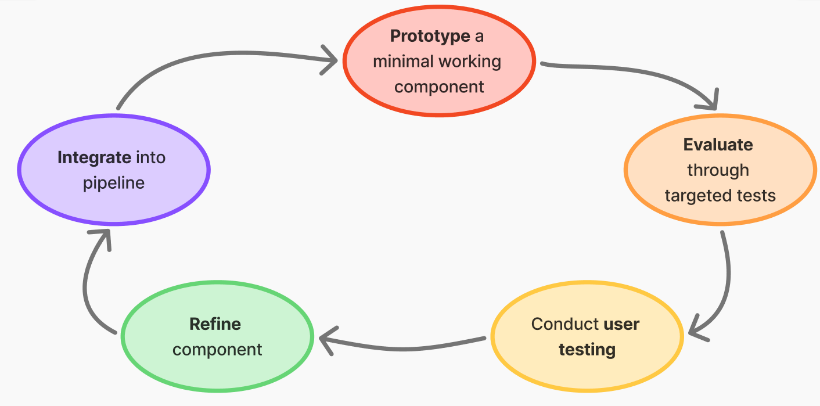 Prototype a
minimal working
component
Evaluate
through
targeted tests
Conduct user
testing
Refine
component
Integrate into
pipeline